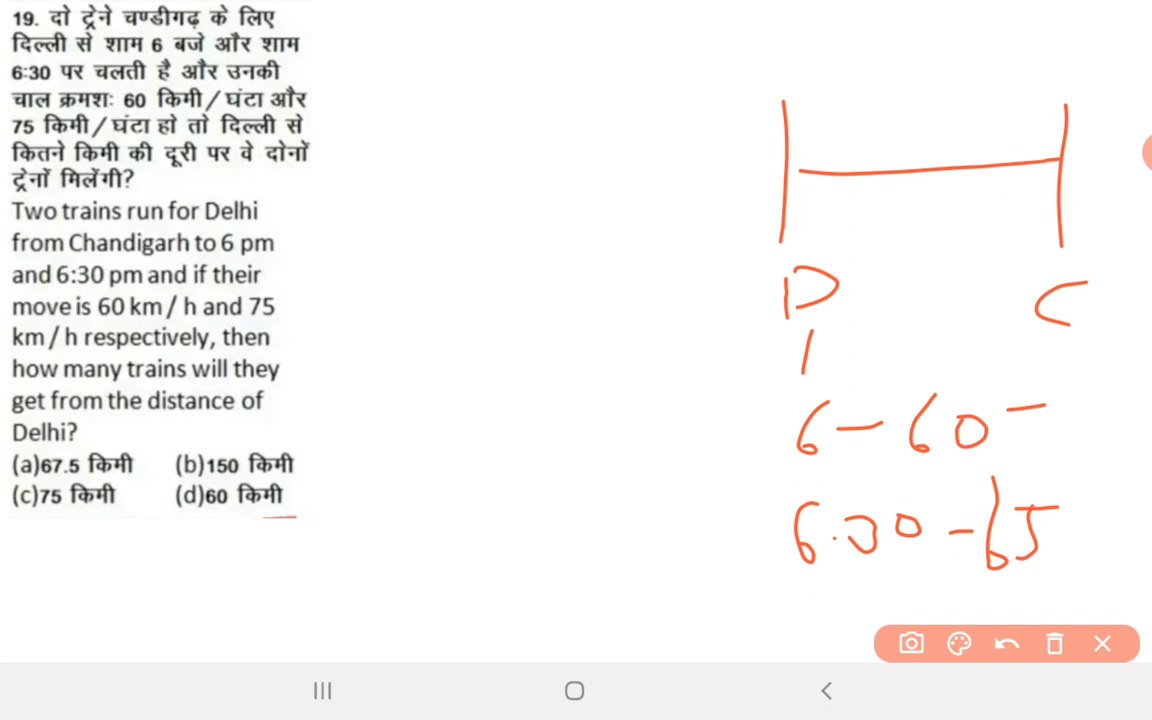 19. दो ट्रेने चण्डीगढ़ के लिए
दिल्ली से शाम 6 बजे और शाम
6:30 पर चलती है और उनकी
चाल क्रमशः 60 किमी/घंटा और
75 किमी/घंटा हो तो दिल्ली से
कितने किमी की दूरी पर वे दोनों
ट्रेनों मिलेंगी?
Two trains run for Delhi
from Chandigarh to 6 pm
and 6:30 pm and if their
move is 60 km / h and 75
km / h respectively, then
how many trains will they
get from the distance of
Delhi?
(a)67.5 किमी (b)150 किमी
(c)75 किमी (d)60 किमी
D C
6 - 60 -
6.30 - 65